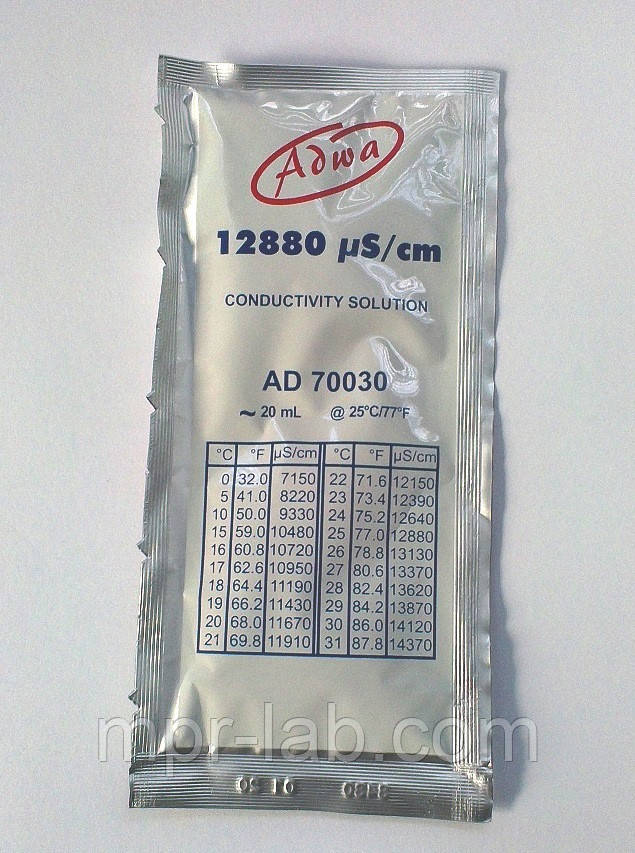 Adwa
12880 µS/cm
CONDUCTIVITY SOLUTION
AD 70030
~ 20 mL @ 25°C/77°F
°C °F µS/cm °C °F µS/cm
0 32.0 7150 22 71.6 12150
5 41.0 8220 23 73.4 12390
10 50.0 9330 24 75.2 12640
15 59.0 10480 25 77.0 12880
16 60.8 10720 26 78.8 13130
17 62.6 10950 27 80.6 13370
18 64.4 11190 28 82.4 13620
19 66.2 11430 29 84.2 13870
20 68.0 11670 30 86.0 14120
21 69.8 11910 31 87.8 14370
mpr-lab.com